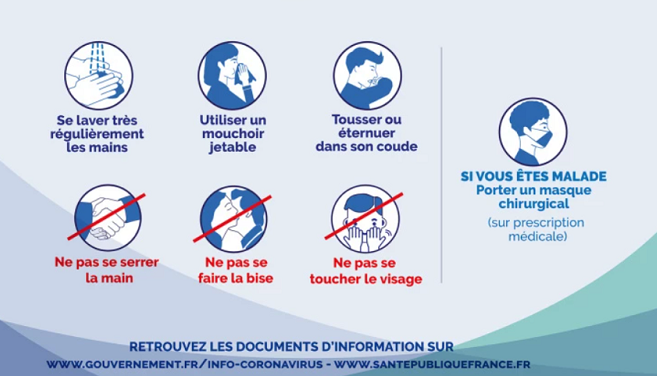 Se laver très
régulièrement
les mains
Utiliser un
mouchoir
jetable
Tousser ou
éternuer
dans son coude
Ne pas se serrer
la main
Ne pas se
faire la bise
Ne pas se
toucher le visage
SI VOUS ÊTES MALADE
Porter un masque
chirurgical
(sur prescription
médicale)
RETROUVEZ LES DOCUMENTS D'INFORMATION SUR
WWW.GOUVERNEMENT.FR/INFO-CORONAVIRUS - WWW.SANTEPUBLIQUEFRANCE.FR